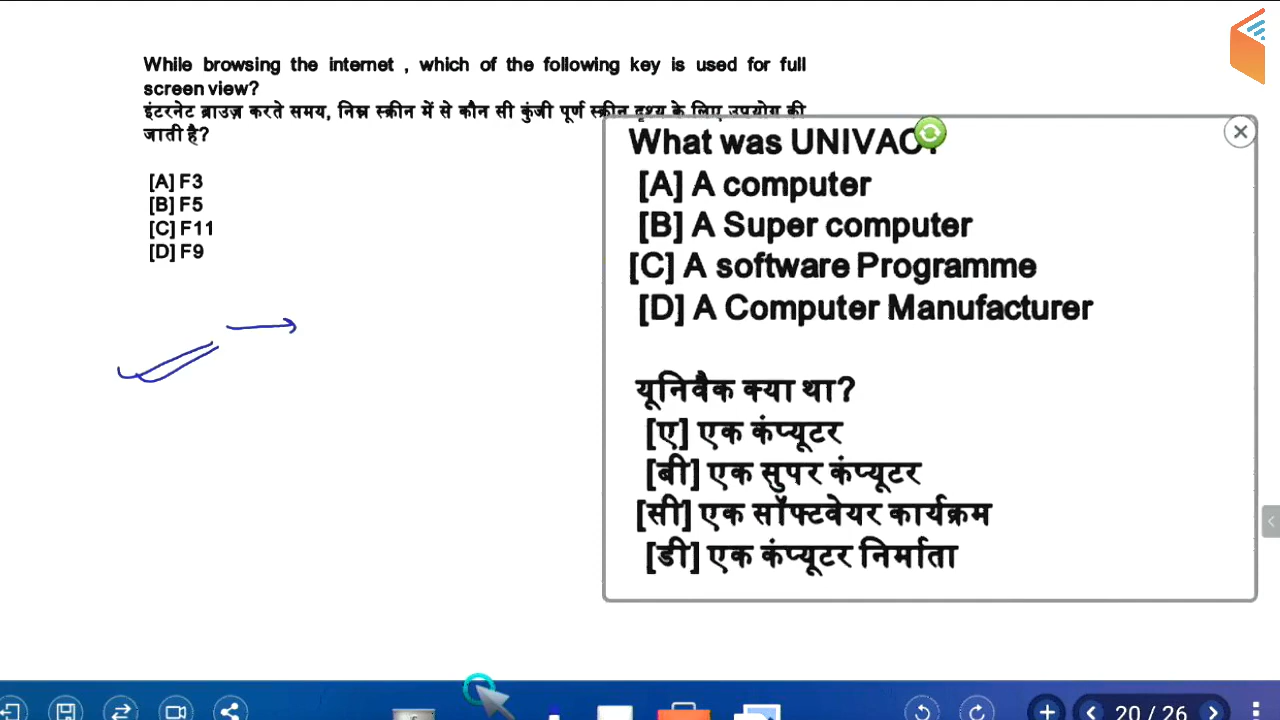 While browsing the internet , which of the following key is used for full
screen view?
इंटरनेट ब्राउज़ करते समय, निम्न स्क्रीन में से कौन सी कुंजी पूर्ण स्क्रीन दृश्य के लिए उपयोग की
जाती है?
[A] F3
[B] F5
[C] F11
[D] F9
What was UNIVAC?
[A] A computer
[B] A Super computer
[C] A software Programme
[D] A Computer Manufacturer
यूनिवैक क्या था?
[ए] एक कंप्यूटर
[बी] एक सुपर कंप्यूटर
[सी] एक सॉफ्टवेयर कार्यक्रम
[डी] एक कंप्यूटर निर्माता
20 / 26